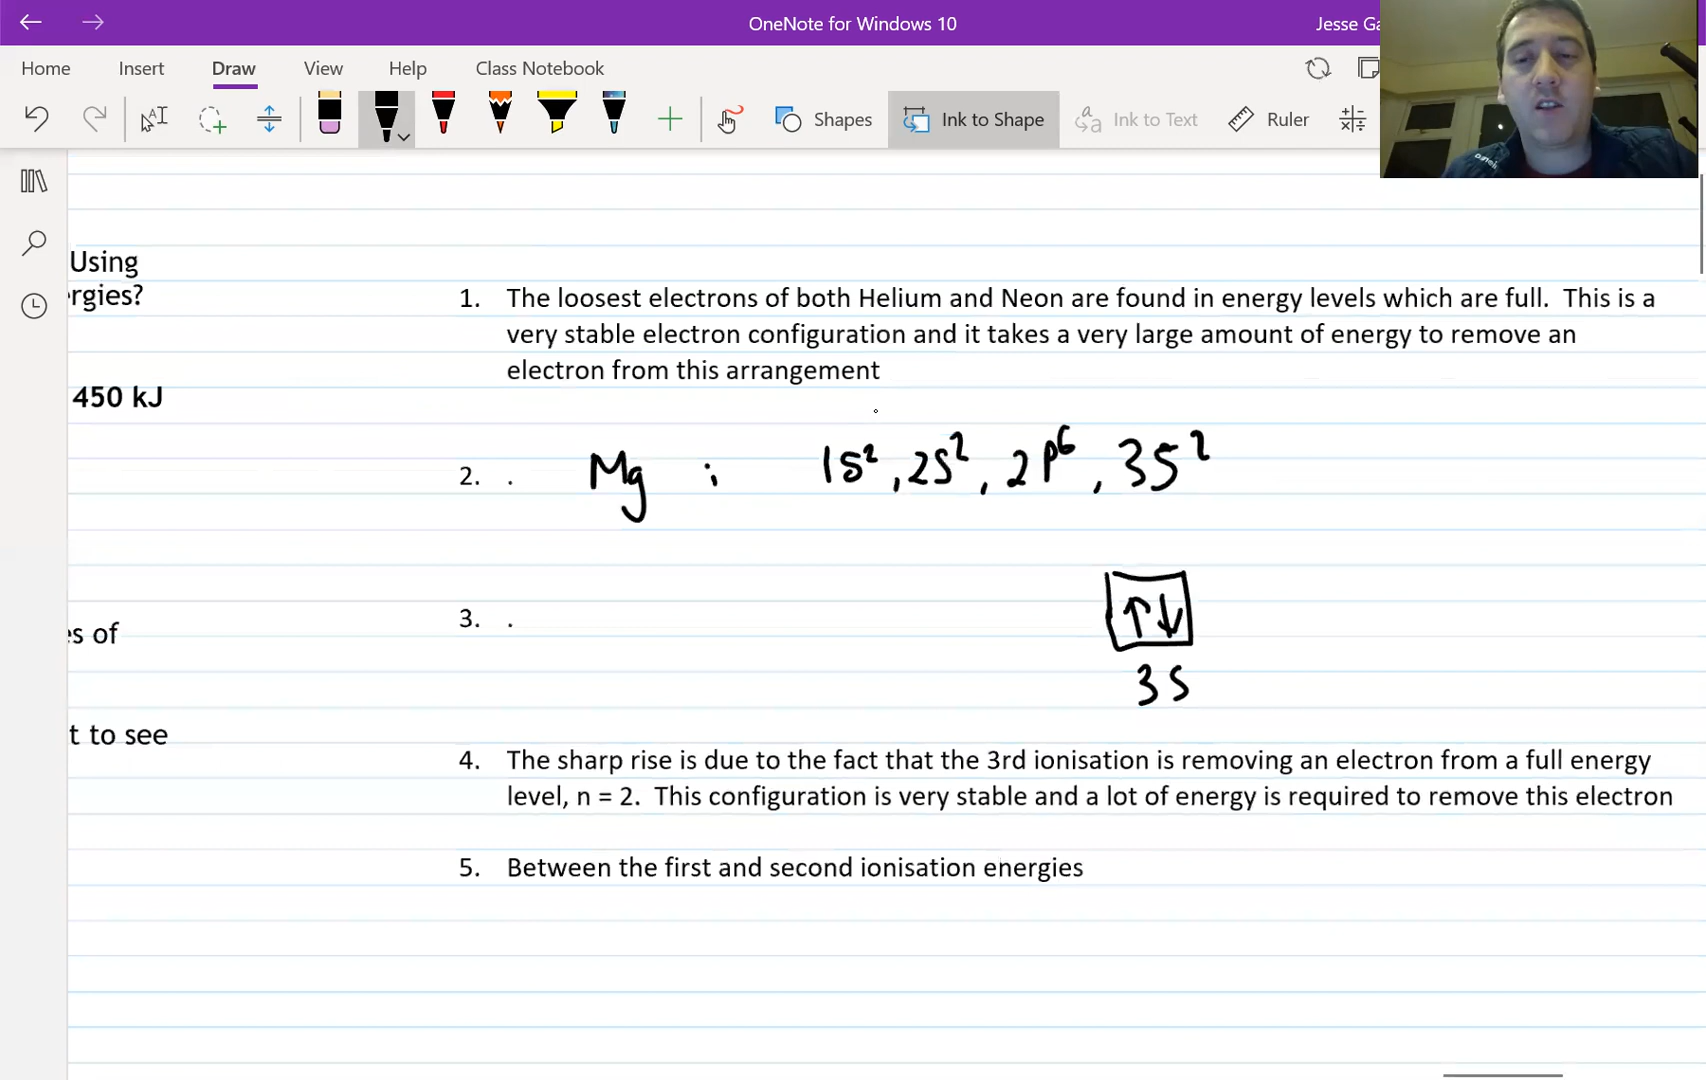 OneNote for Windows 10
Jesse Ga
Home Insert Draw View Help Class Notebook
Shapes Ink to Shape Ink to Text Ruler
Using
rgies?
450 kJ
es of
t to see
1. The loosest electrons of both Helium and Neon are found in energy levels which are full. This is a
very stable electron configuration and it takes a very large amount of energy to remove an
electron from this arrangement
2. . Mg : 1s², 2s², 2p⁶, 3s²
3. . ↑↓
3s
4. The sharp rise is due to the fact that the 3rd ionisation is removing an electron from a full energy
level, n = 2. This configuration is very stable and a lot of energy is required to remove this electron
5. Between the first and second ionisation energies